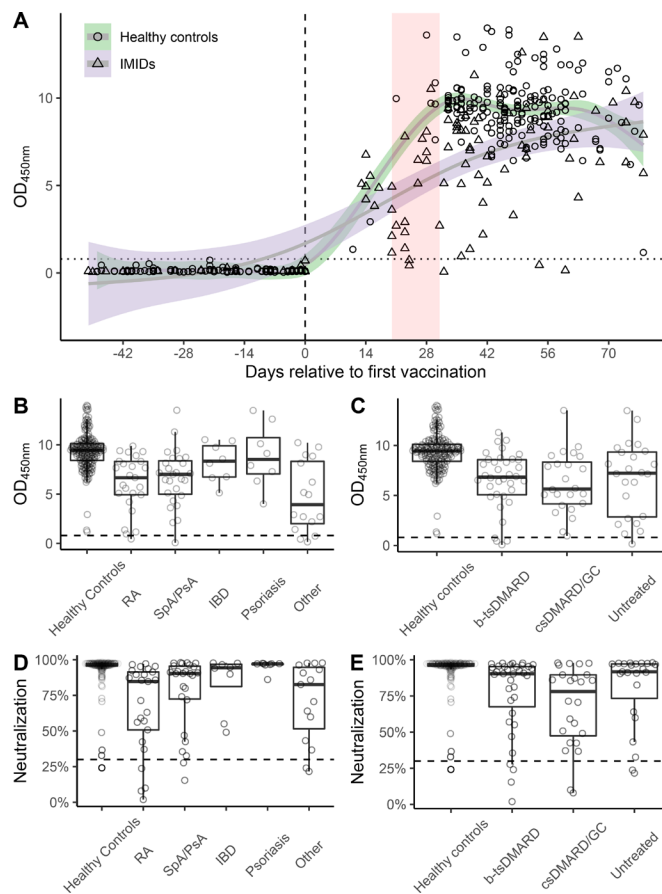 A
Healthy controls
IMIDs
OD450nm
10
5
0
-42 -28 -14 0 14 28 42 56 70
Days relative to first vaccination
B
OD450nm
10
5
0
Healthy Controls RA SpA/PsA IBD Psoriasis Other
C
OD450nm
10
5
0
Healthy controls b-tsDMARD csDMARD/GC Untreated
D
Neutralization
100%
75%
50%
25%
0%
Healthy Controls RA SpA/PsA IBD Psoriasis Other
E
Neutralization
100%
75%
50%
25%
0%
Healthy Controls b-tsDMARD csDMARD/GC Untreated